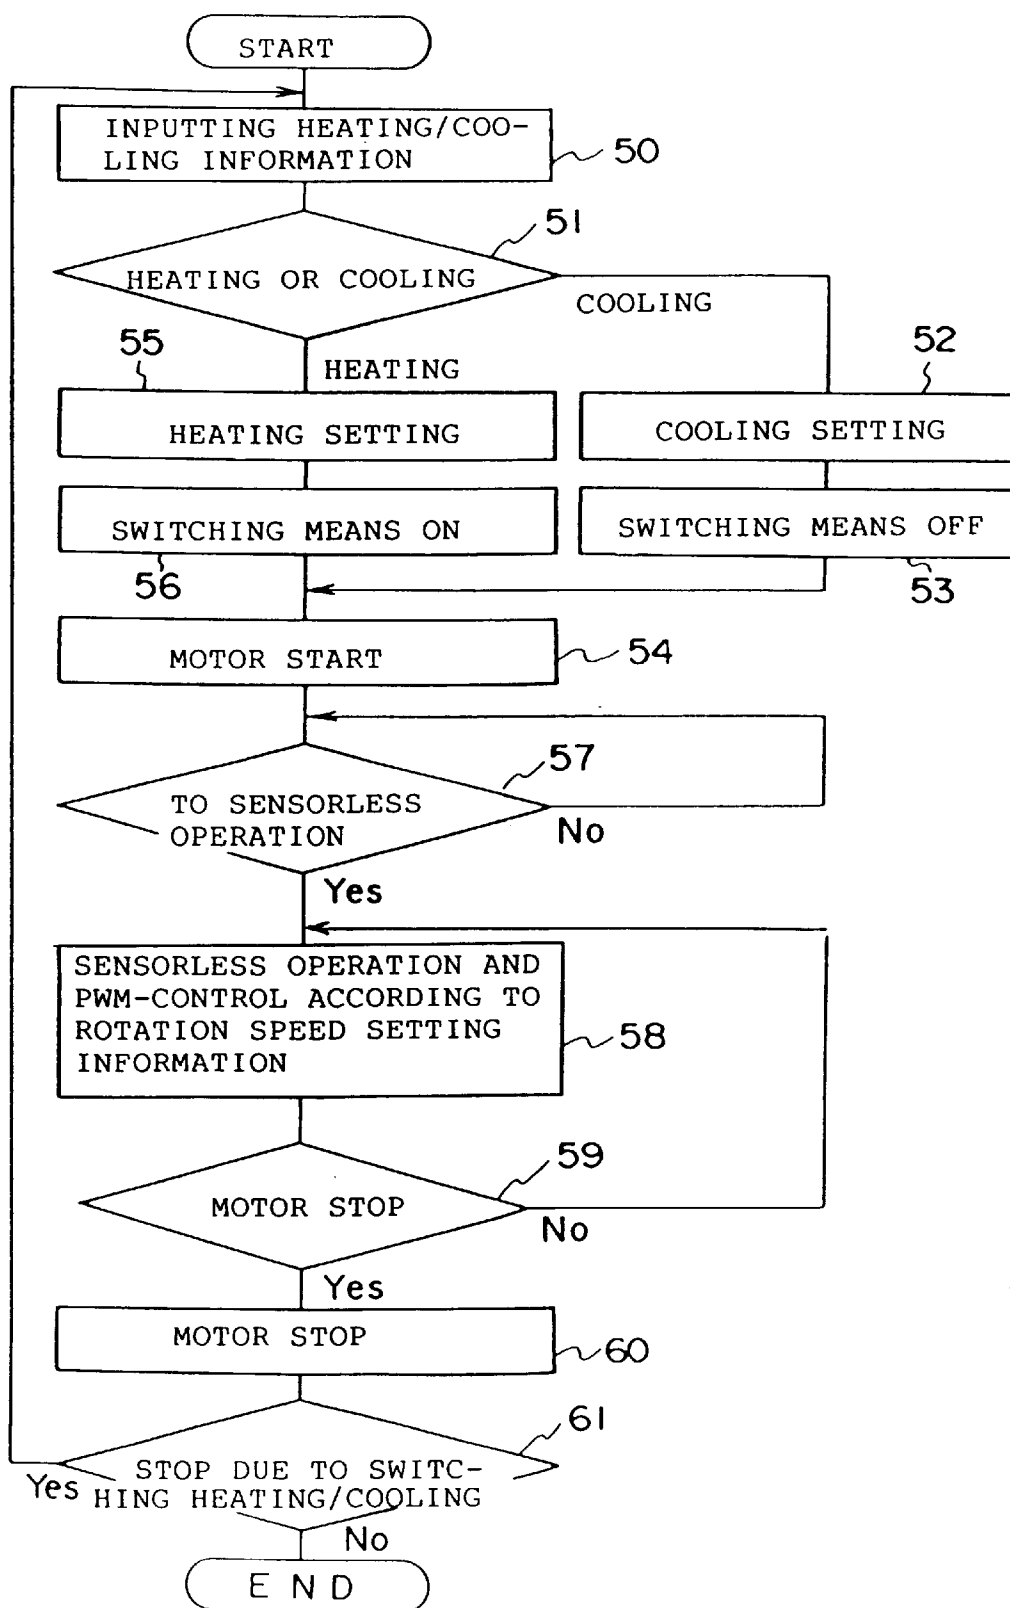 START
INPUTTING HEATING/COO-
LING INFORMATION
50
51
HEATING OR COOLING
COOLING
HEATING
55
52
HEATING SETTING
COOLING SETTING
SWITCHING MEANS ON
SWITCHING MEANS OFF
56
53
MOTOR START
54
57
TO SENSORLESS
OPERATION
No
Yes
SENSORLESS OPERATION AND
PWM-CONTROL ACCORDING TO
ROTATION SPEED SETTING
INFORMATION
58
59
MOTOR STOP
No
Yes
MOTOR STOP
60
61
STOP DUE TO SWITC-
HING HEATING/COOLING
Yes
No
END